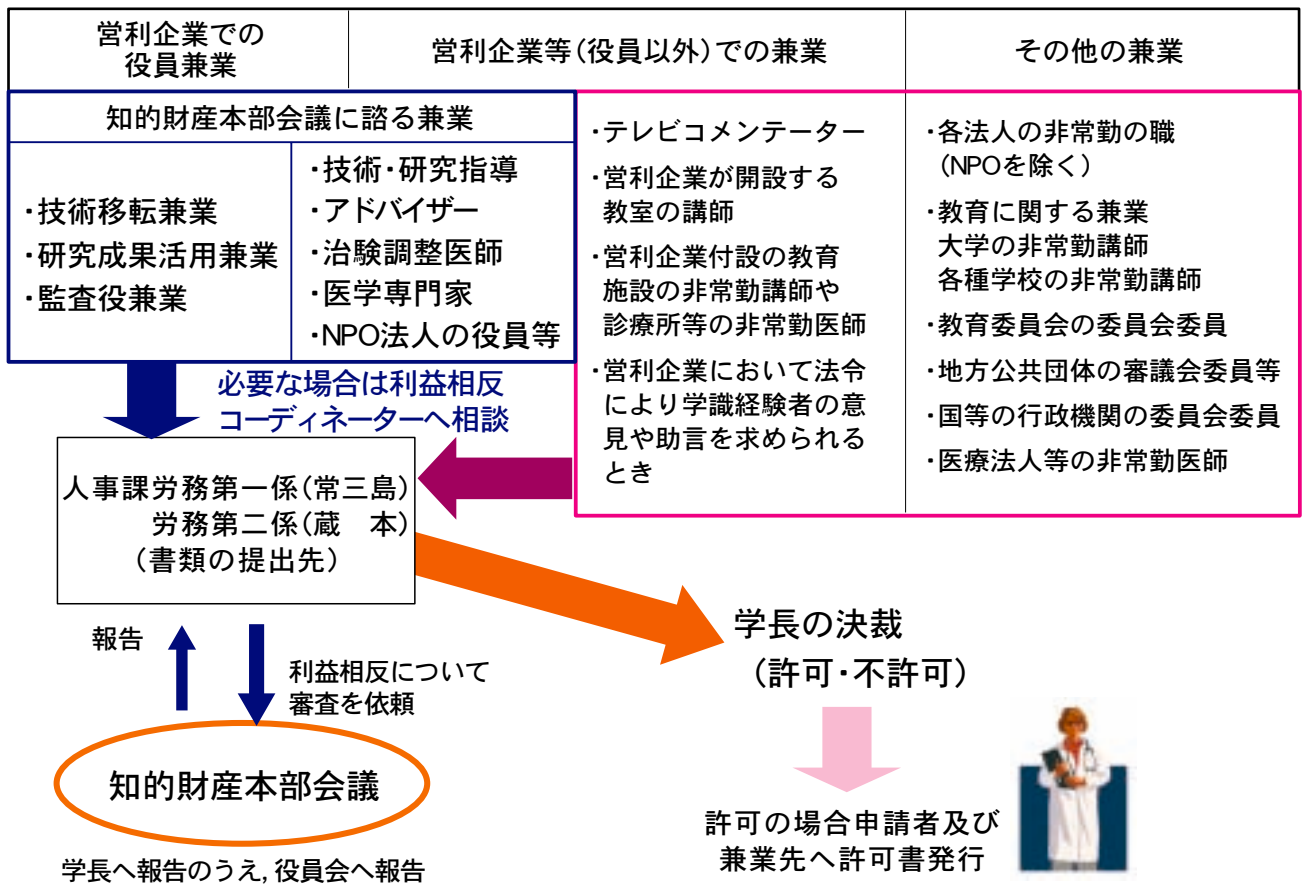 営利企業での
役員兼業
営利企業等(役員以外)での兼業
その他の兼業
知的財産本部会議に諮る兼業
・技術移転兼業
・研究成果活用兼業
・監査役兼業
・技術・研究指導
・アドバイザー
・治験調整医師
・医学専門家
・NPO法人の役員等
・テレビコメンテーター
・営利企業が開設する
教室の講師
・営利企業付設の教育
施設の非常勤講師や
診療所等の非常勤医師
・営利企業において法令
により学識経験者の意
見や助言を求められる
とき
・各法人の非常勤の職
(NPOを除く)
・教育に関する兼業
大学の非常勤講師
各種学校の非常勤講師
・教育委員会の委員会委員
・地方公共団体の審議会委員等
・国等の行政機関の委員会委員
・医療法人等の非常勤医師
必要な場合は利益相反
コーディネーターへ相談
人事課労務第一係(常三島)
労務第二係(蔵　本)
(書類の提出先)
報告
利益相反について
審査を依頼
知的財産本部会議
学長へ報告のうえ,役員会へ報告
学長の決裁
(許可・不許可)
許可の場合申請者及び
兼業先へ許可書発行